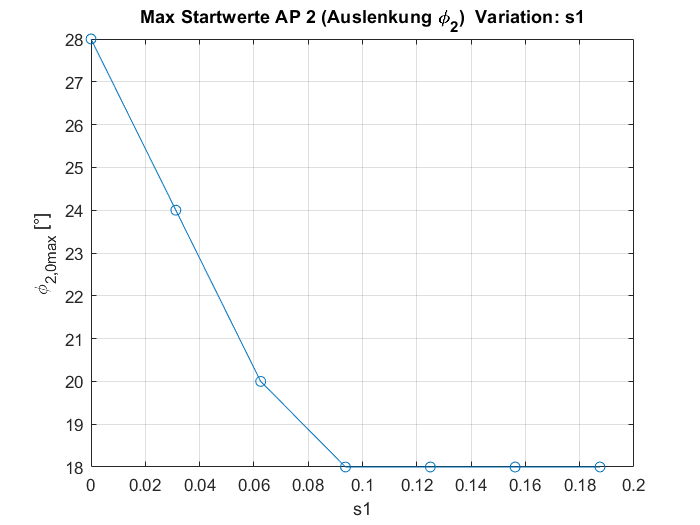 Max Startwerte AP 2 (Auslenkung ϕ2)  Variation: s1
28
27
26
25
24
23
22
21
20
19
18
ϕ2,0max [°]
0 0.02 0.04 0.06 0.08 0.1 0.12 0.14 0.16 0.18 0.2
s1